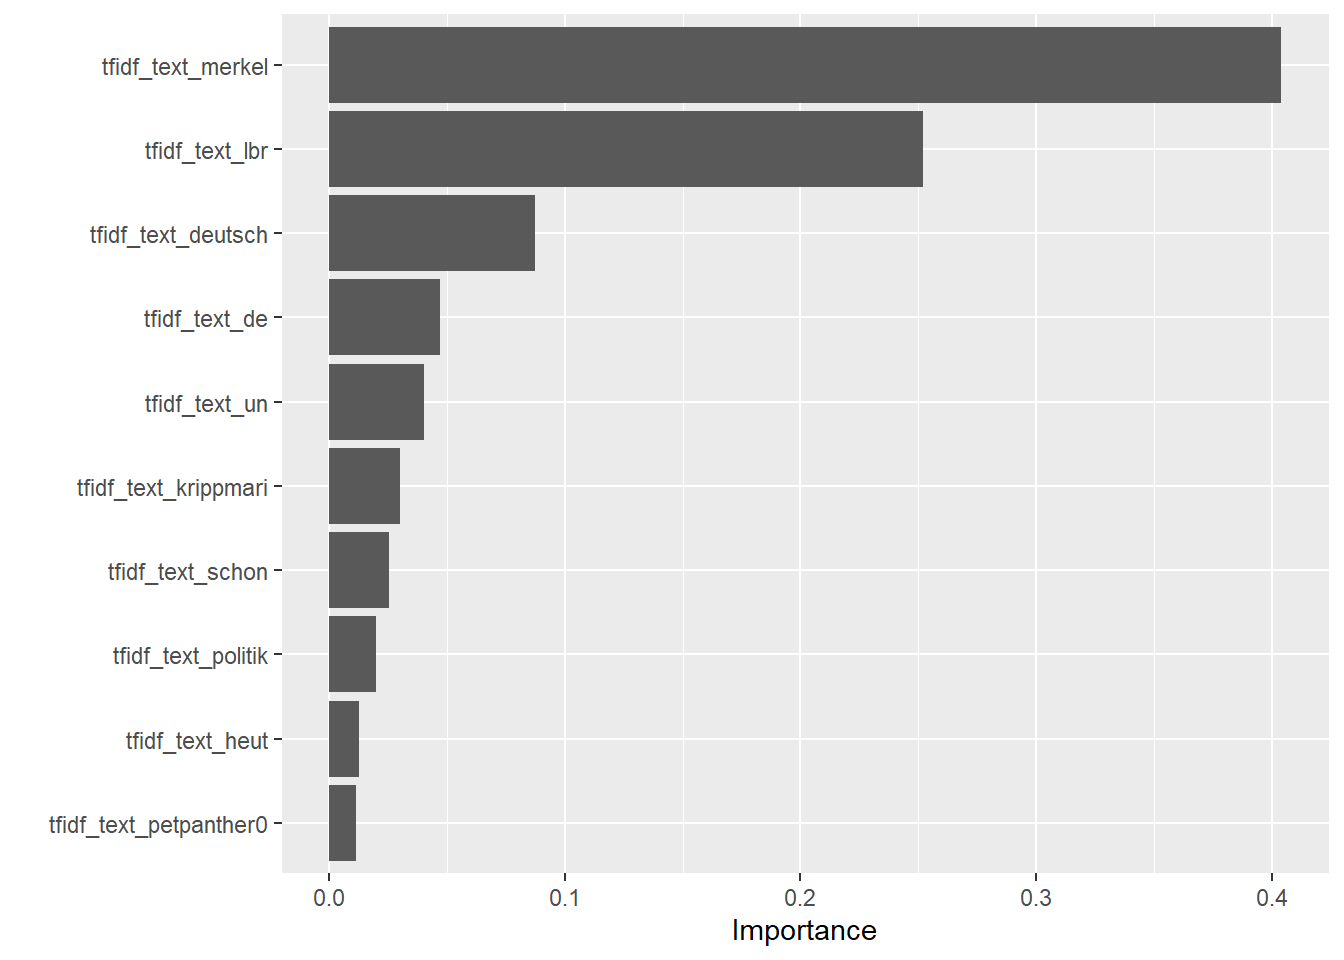 tfidf_text_merkel
tfidf_text_lbr
tfidf_text_deutsch
tfidf_text_de
tfidf_text_un
tfidf_text_krippmari
tfidf_text_schon
tfidf_text_politik
tfidf_text_heut
tfidf_text_petpanther0
0.0 0.1 0.2 0.3 0.4
Importance